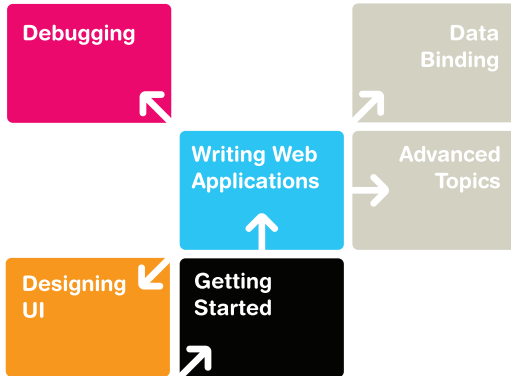 Debugging
Data
Binding
Writing Web
Applications
Advanced
Topics
Designing
UI
Getting
Started